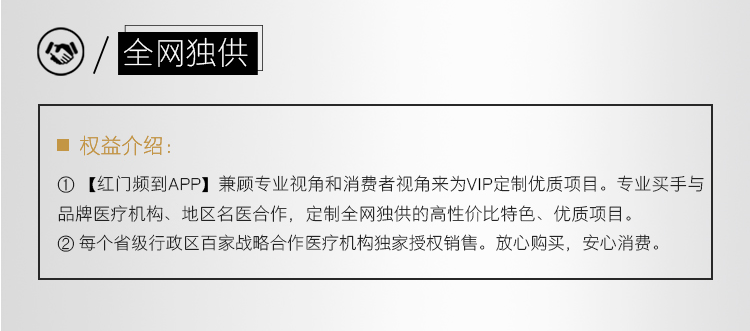 全网独供
权益介绍：
① 【红门频到APP】兼顾专业视角和消费者视角来为VIP定制优质项目。专业买手与
品牌医疗机构、地区名医合作，定制全网独供的高性价比特色、优质项目。
② 每个省级行政区百家战略合作医疗机构独家授权销售。放心购买，安心消费。